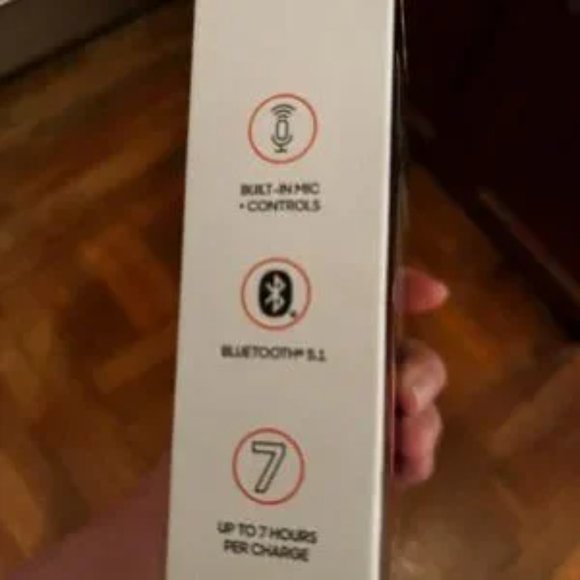 BUILT-IN MIC
+ CONTROLS
BLUETOOTH® 5.1
7
UP TO 7 HOURS
PER CHARGE